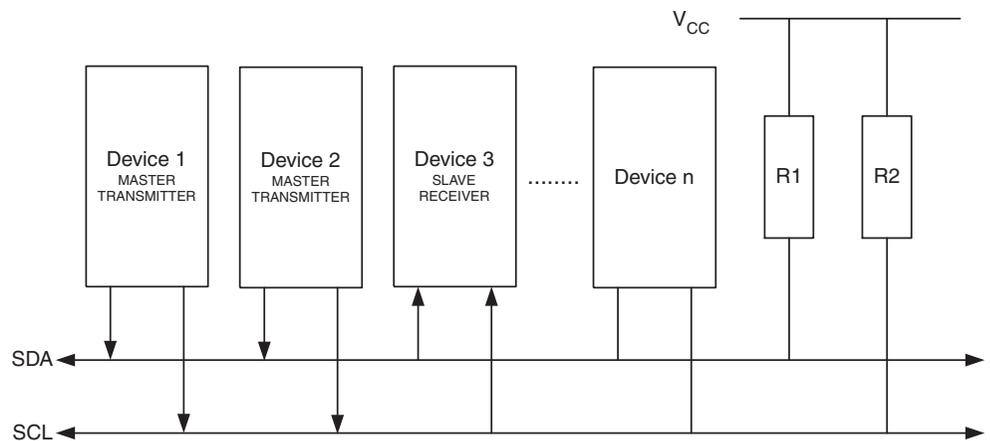 VCC
Device 1
MASTER
TRANSMITTER
Device 2
MASTER
TRANSMITTER
Device 3
SLAVE
RECEIVER
........
Device n
R1
R2
SDA
SCL